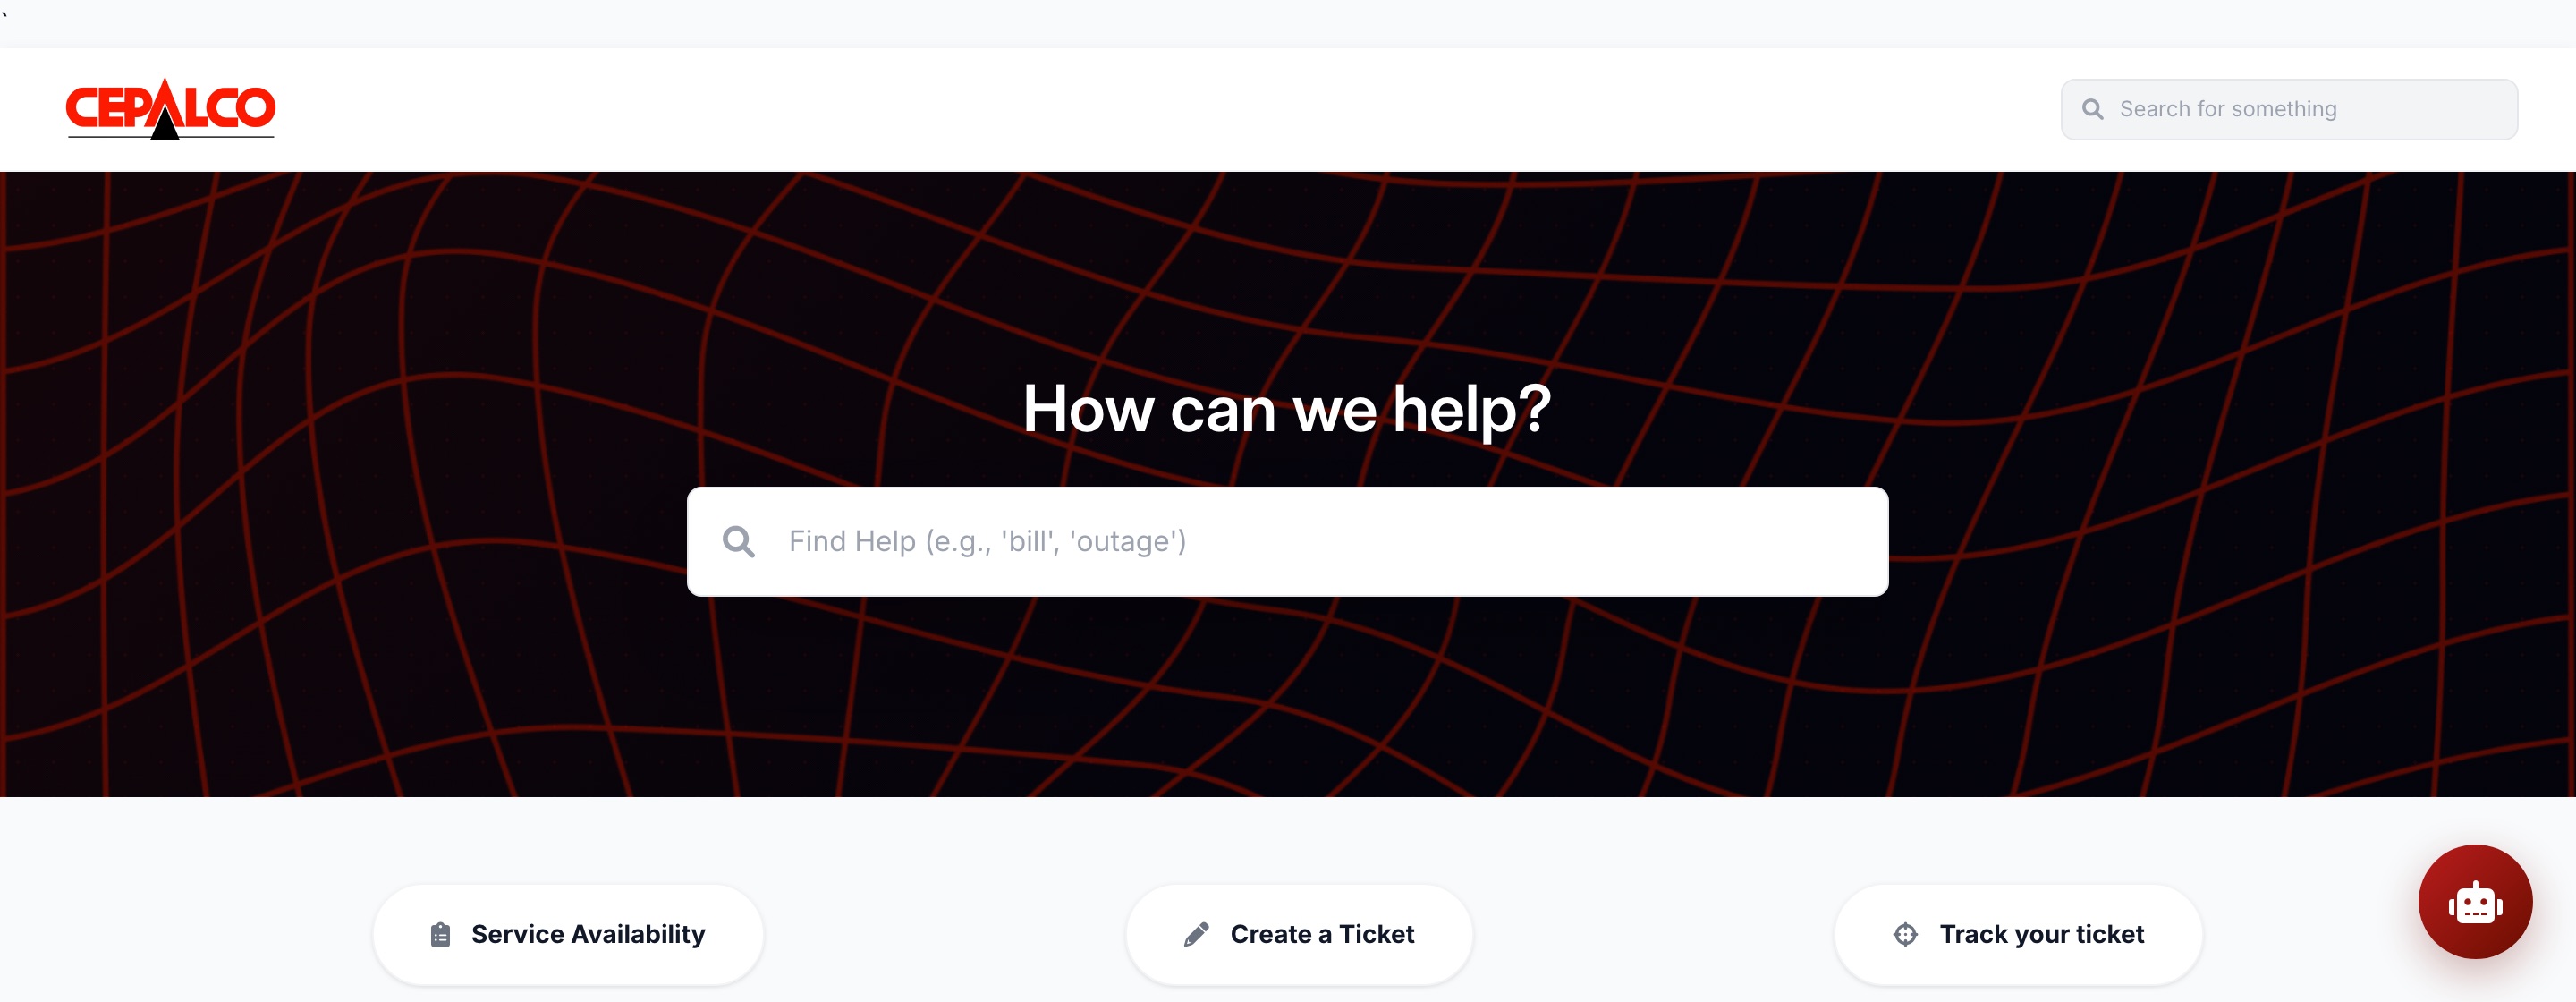 `
CEPALCO
Search for something
How can we help?
Find Help (e.g., 'bill', 'outage')
Service Availability
Create a Ticket
Track your ticket